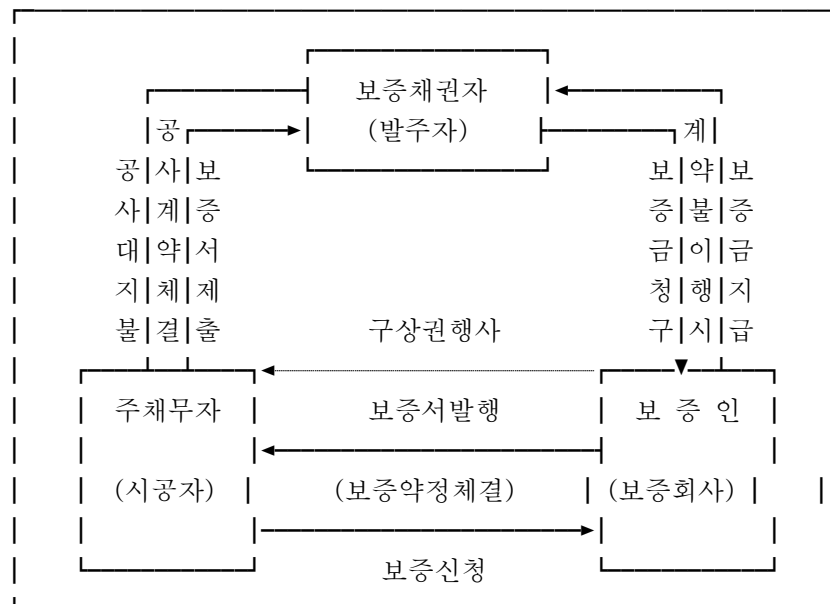 보증채권자
(발주자)
공사대지불
공사계약체결
보증서제출
보증금청구
계약불이행시
보증금지급
구상권행사
주채무자
보증서발행
보 증 인
(시공자)
(보증약정체결)
(보증회사)
보증신청